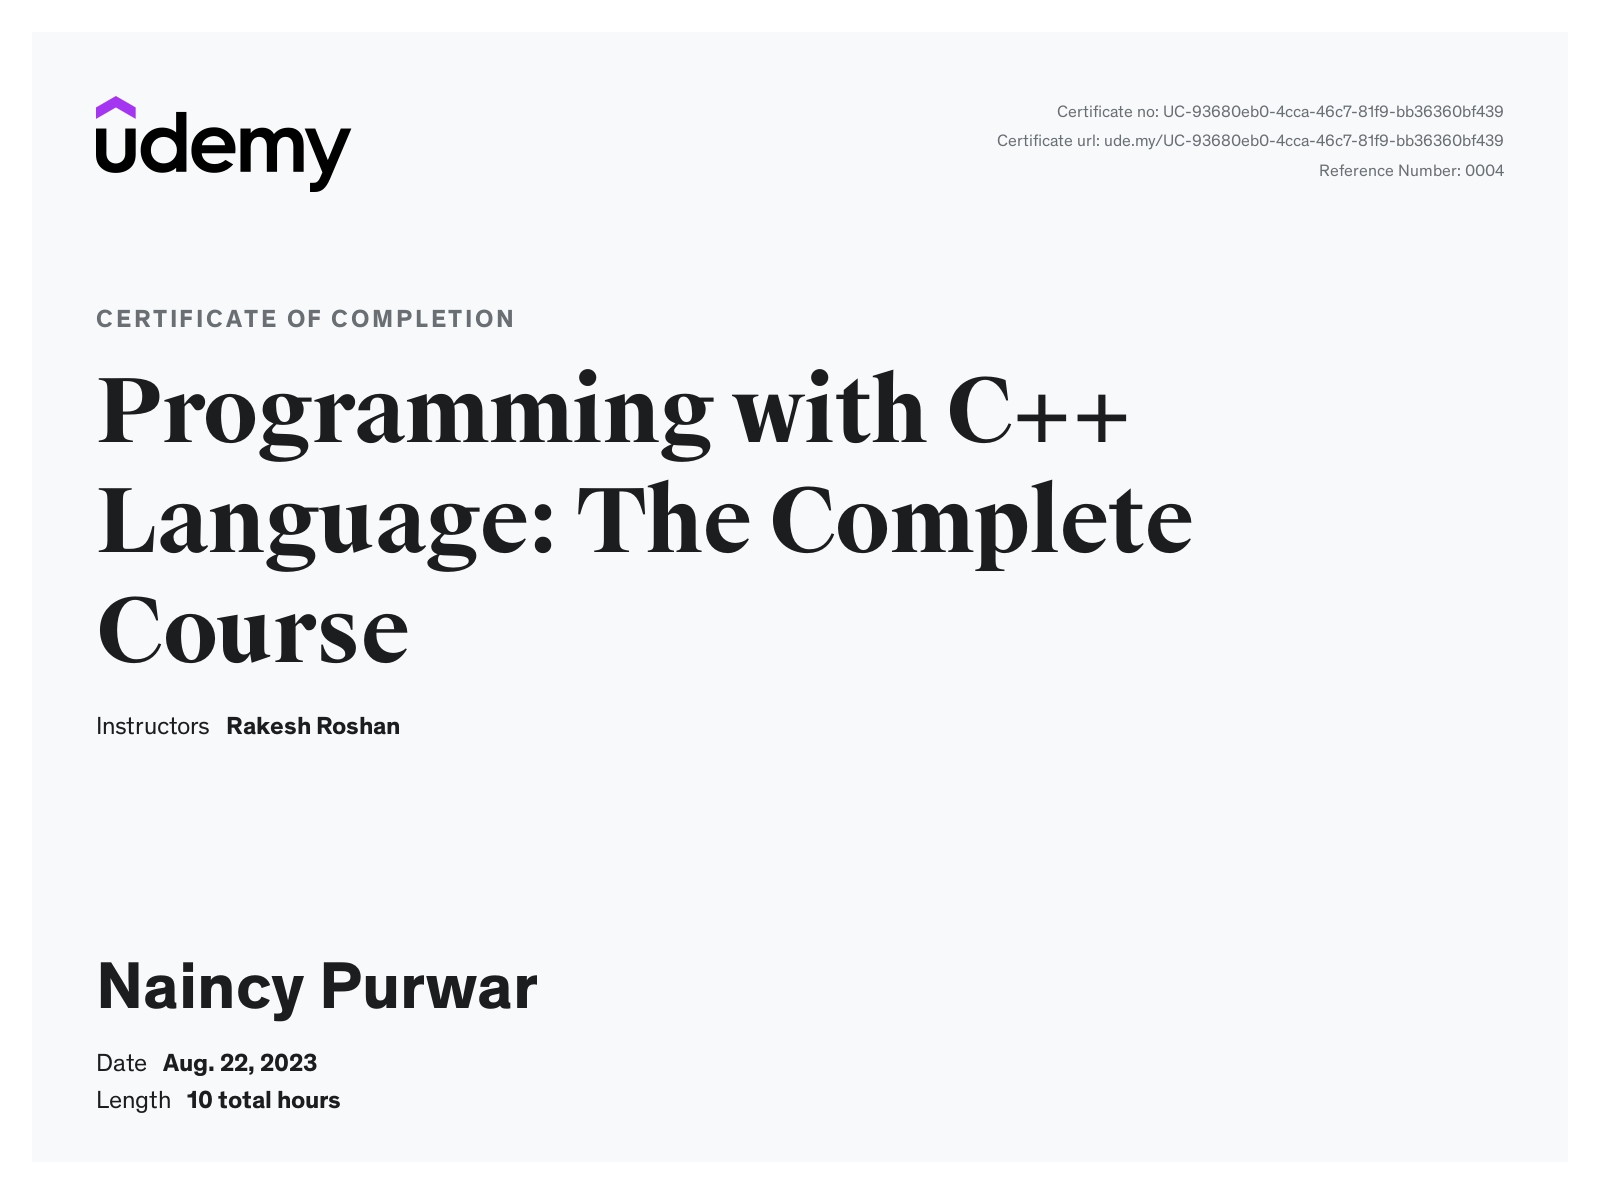 udemy
Certificate no: UC-93680eb0-4cca-46c7-81f9-bb36360bf439
Certificate url: ude.my/UC-93680eb0-4cca-46c7-81f9-bb36360bf439
Reference Number: 0004
CERTIFICATE OF COMPLETION
Programming with C++
Language: The Complete
Course
Instructors Rakesh Roshan
Naincy Purwar
Date Aug. 22, 2023
Length 10 total hours